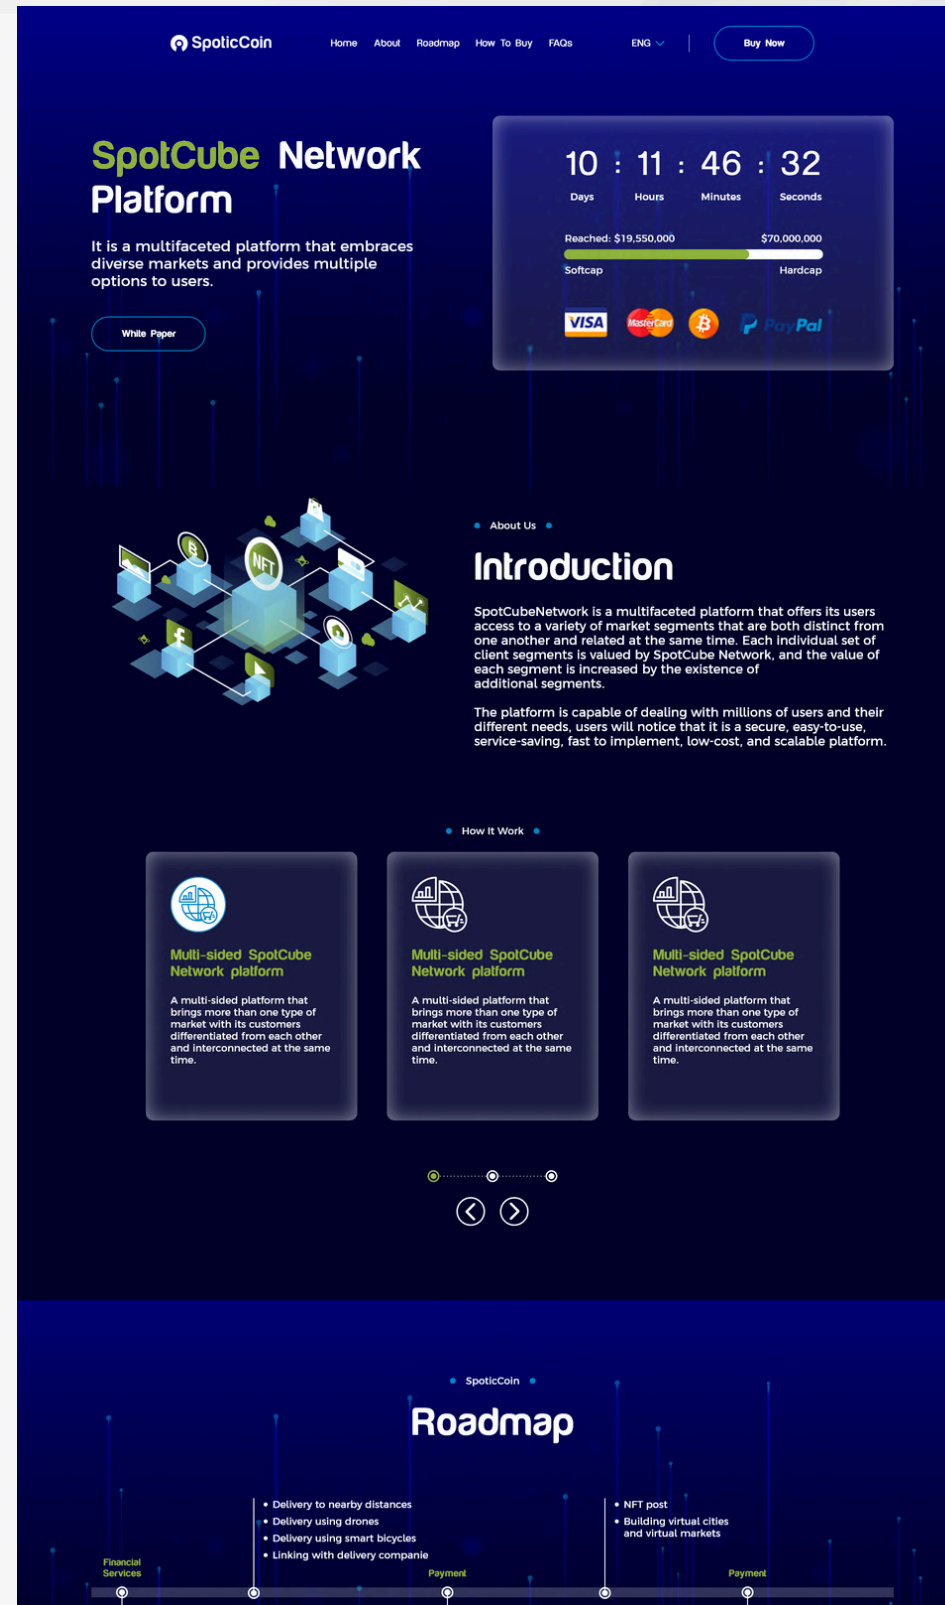 SpoticCoin
Home About Roadmap How To Buy FAQs
ENG
Buy Now
SpotCube Network
Platform
It is a multifaceted platform that embraces
diverse markets and provides multiple
options to users.
White Paper
10 : 11 : 46 : 32
Days Hours Minutes Seconds
Reached: $19,550,000 $70,000,000
Softcap Hardcap
VISA MasterCard PayPal
NFT
About Us
Introduction
SpotCubeNetwork is a multifaceted platform that offers its users
access to a variety of market segments that are both distinct from
one another and related at the same time. Each individual set of
client segments is valued by SpotCube Network, and the value of
each segment is increased by the existence of
additional segments.
The platform is capable of dealing with millions of users and their
different needs, users will notice that it is a secure, easy-to-use,
service-saving, fast to implement, low-cost, and scalable platform.
How It Work
Multi-sided SpotCube
Network platform
A multi-sided platform that
brings more than one type of
market with its customers
differentiated from each other
and interconnected at the same
time.
Multi-sided SpotCube
Network platform
A multi-sided platform that
brings more than one type of
market with its customers
differentiated from each other
and interconnected at the same
time.
Multi-sided SpotCube
Network platform
A multi-sided platform that
brings more than one type of
market with its customers
differentiated from each other
and interconnected at the same
time.
SpoticCoin
Roadmap
Delivery to nearby distances
Delivery using drones
Delivery using smart bicycles
Linking with delivery companie
NFT post
Building virtual cities
and virtual markets
Financial
Services
Payment
Payment